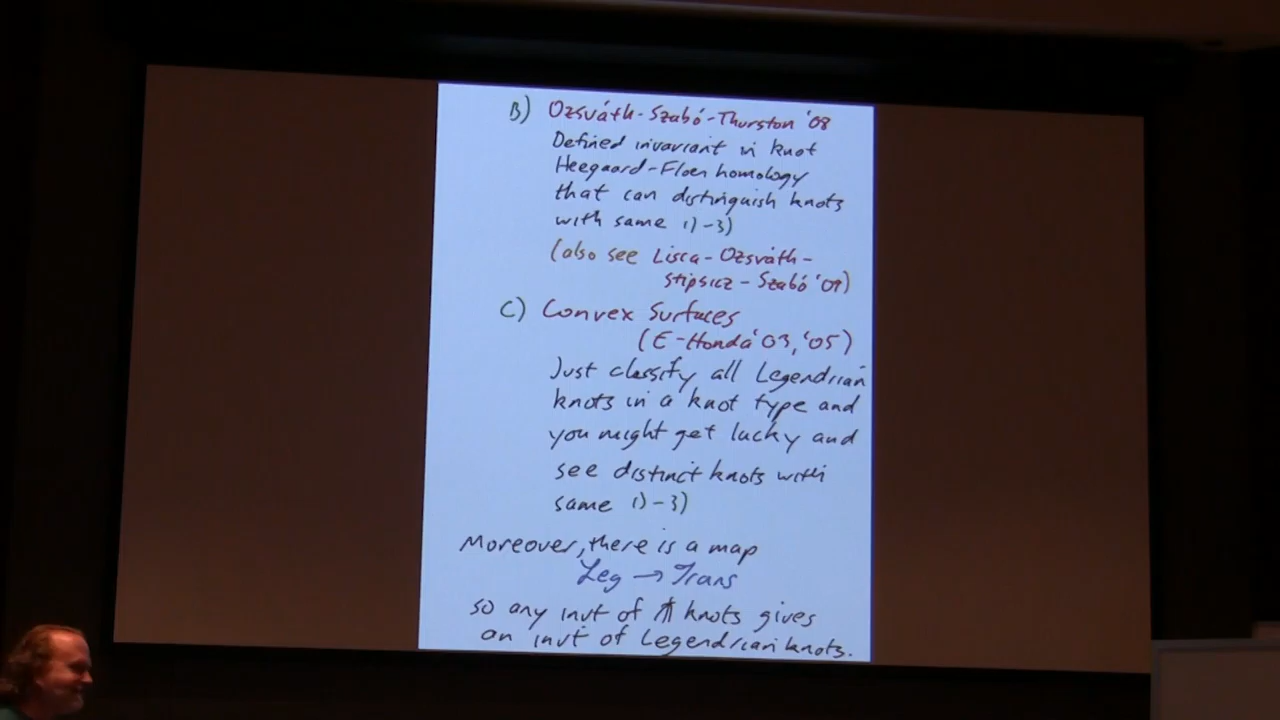 B) Ozsváth-Szabó-Thurston '08
Defined invariant in knot
Heegaard-Floer homology
that can distinguish knots
with same 1)-3)
(also see Lisca-Ozsváth-
Stipsicz-Szabó '09)
C) Convex Surfaces
(E-Honda '03, '05)
Just classify all Legendrian
knots in a knot type and
you might get lucky and
see distinct knots with
same 1)-3)
Moreover, there is a map
Leg → Trans
so any invt of ⋔ knots gives
an invt of Legendrian knots.